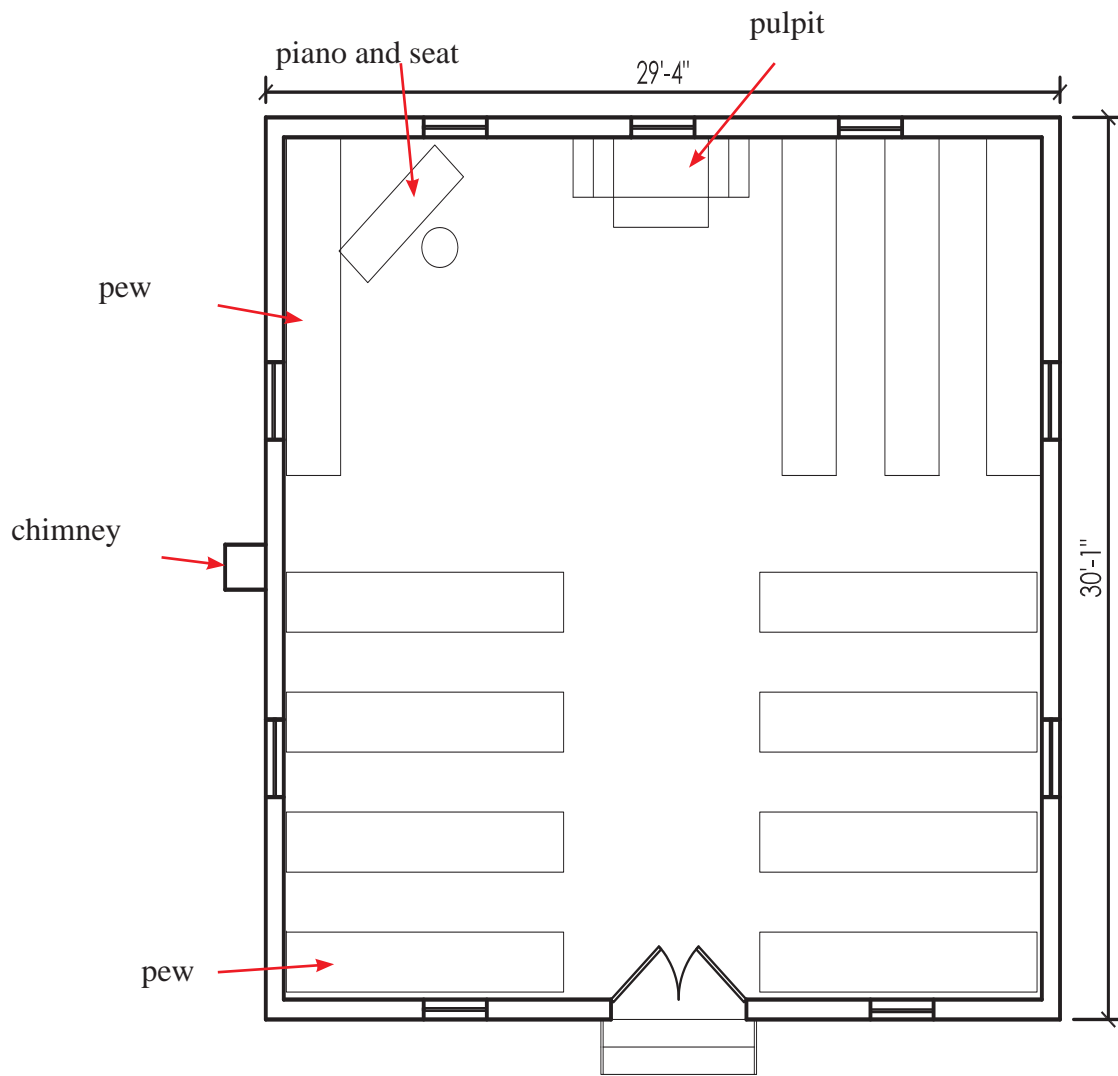 pulpit
piano and seat
29'-4"
pew
chimney
30'-1"
pew